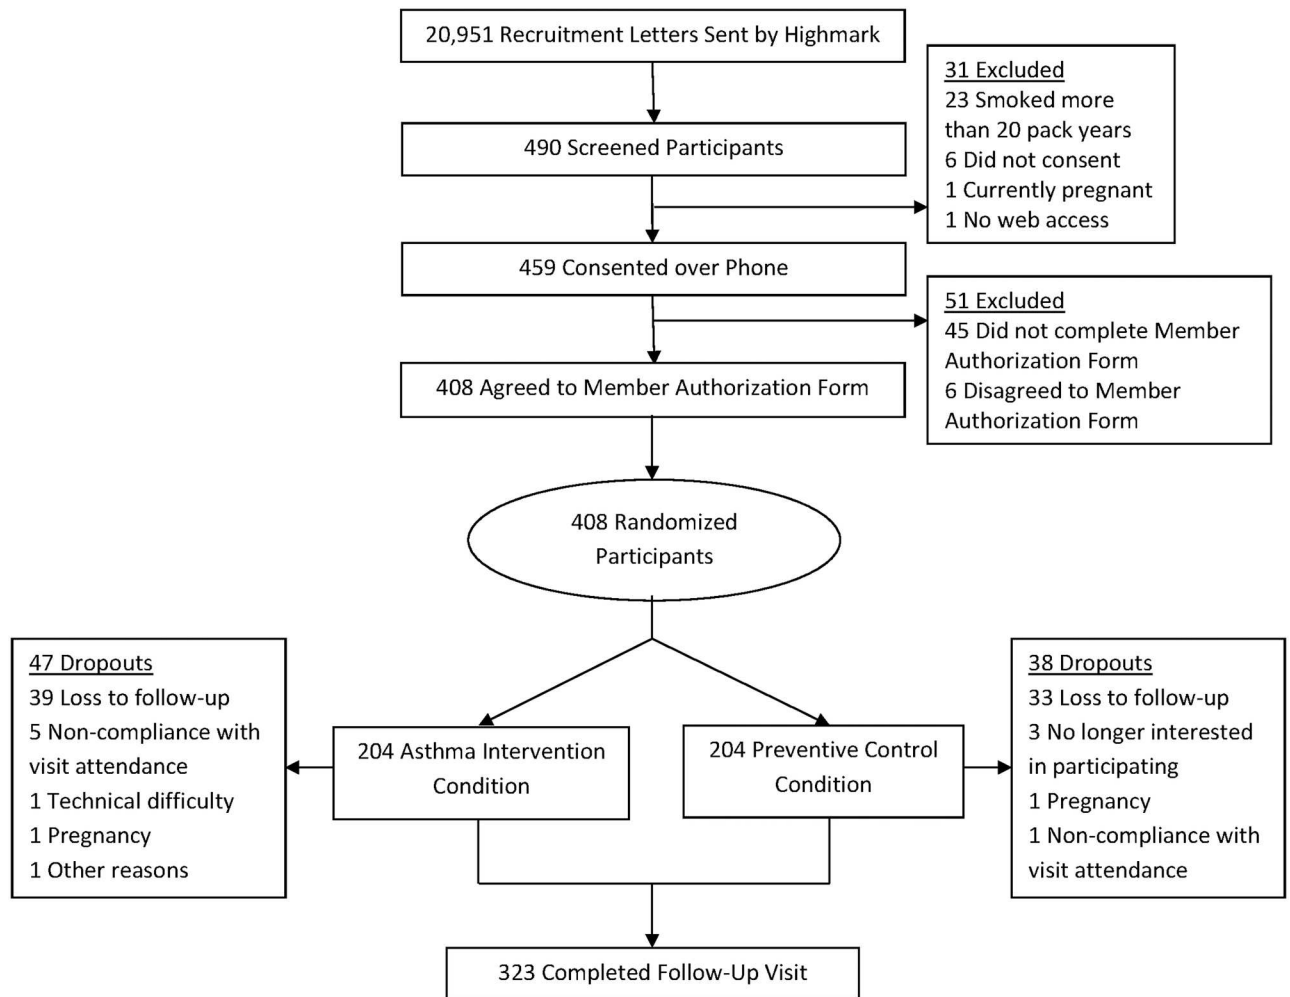 20,951 Recruitment Letters Sent by Highmark
490 Screened Participants
31 Excluded
23 Smoked more
than 20 pack years
6 Did not consent
1 Currently pregnant
1 No web access
459 Consented over Phone
51 Excluded
45 Did not complete Member
Authorization Form
6 Disagreed to Member
Authorization Form
408 Agreed to Member Authorization Form
408 Randomized
Participants
47 Dropouts
39 Loss to follow-up
5 Non-compliance with
visit attendance
1 Technical difficulty
1 Pregnancy
1 Other reasons
204 Asthma Intervention
Condition
204 Preventive Control
Condition
38 Dropouts
33 Loss to follow-up
3 No longer interested
in participating
1 Pregnancy
1 Non-compliance with
visit attendance
323 Completed Follow-Up Visit